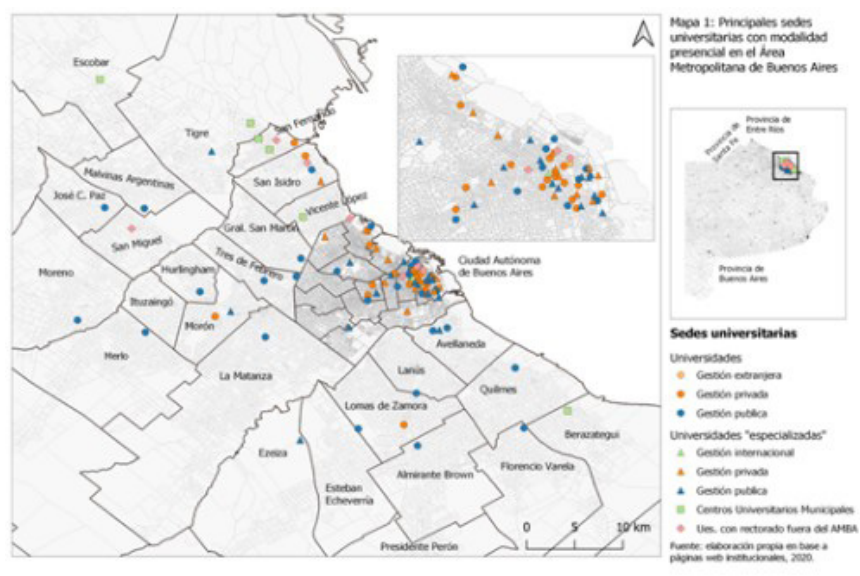 Mapa 1: Principales sedes
universitarias con modalidad
presencial en el Área
Metropolitana de Buenos Aires
Escobar
Tigre
San Fernando
Malvinas Argentinas
San Isidro
José C. Paz
Vicente López
San Miguel
Gral. San Martín
Ciudad Autónoma
de Buenos Aires
Tres de Febrero
Moreno
Hurlingham
Ituzaingó
Morón
Merlo
La Matanza
Avellaneda
Lanús
Quilmes
Lomas de Zamora
Berazategui
Ezeiza
Almirante Brown
Florencio Varela
Esteban
Echeverria
Presidente Perón
0 5 10 km
Provincia de
Entre Ríos
Provincia de
Santa Fe
Provincia de
Buenos Aires
Sedes universitarias
Universidades
Gestión extranjera
Gestión privada
Gestión publica
Universidades "especializadas"
Gestión internacional
Gestión privada
Gestión publica
Centros Universitarios Municipales
Ues. con rectorado fuera del AMBA
Fuente: elaboración propia en base a
páginas web institucionales, 2020.